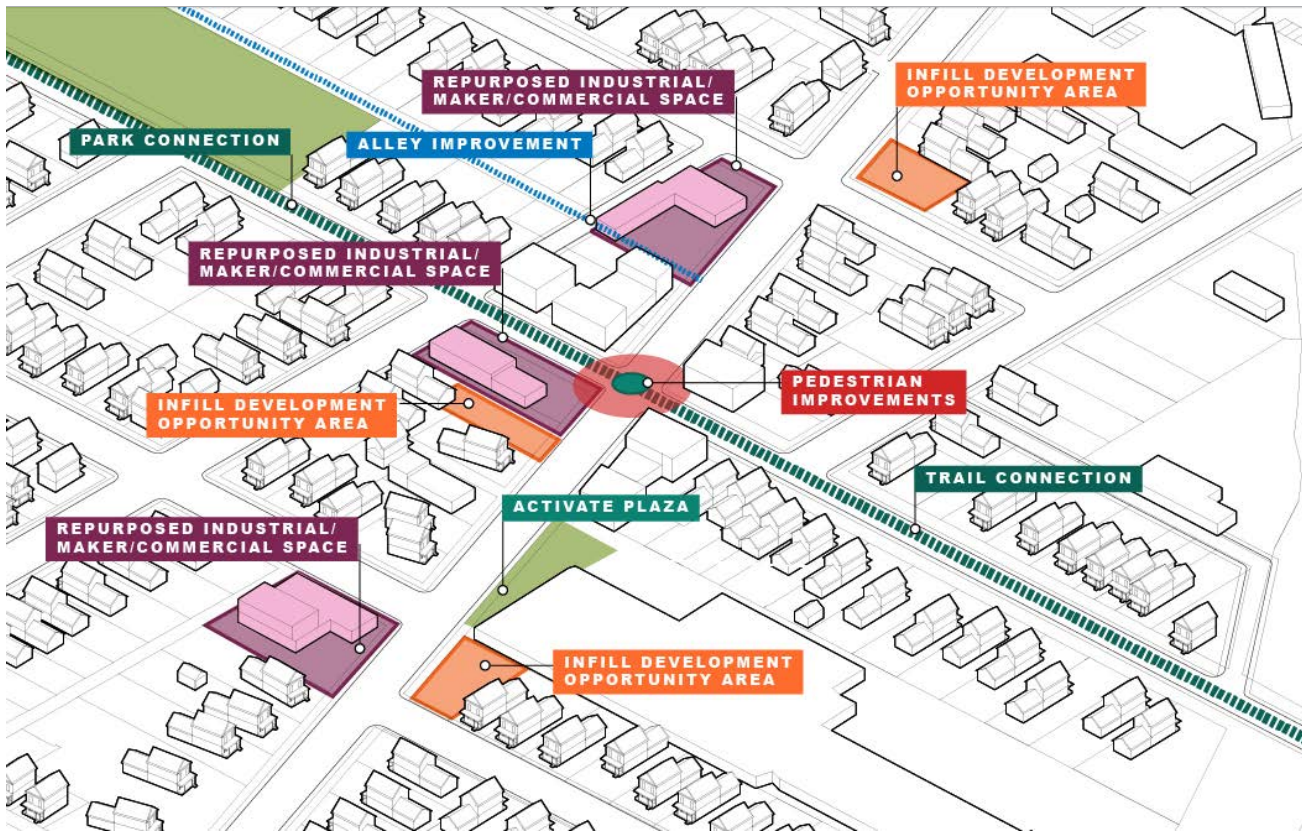 REPURPOSED INDUSTRIAL/
MAKER/COMMERCIAL SPACE
INFILL DEVELOPMENT
OPPORTUNITY AREA
PARK CONNECTION
ALLEY IMPROVEMENT
REPURPOSED INDUSTRIAL/
MAKER/COMMERCIAL SPACE
PEDESTRIAN
IMPROVEMENTS
INFILL DEVELOPMENT
OPPORTUNITY AREA
TRAIL CONNECTION
ACTIVATE PLAZA
REPURPOSED INDUSTRIAL/
MAKER/COMMERCIAL SPACE
INFILL DEVELOPMENT
OPPORTUNITY AREA